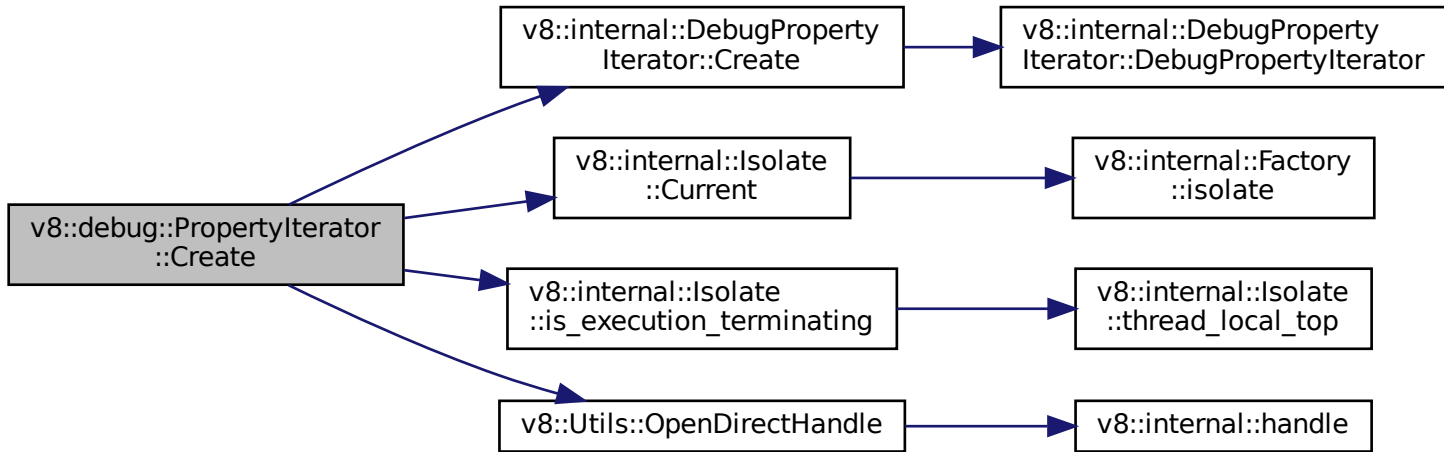 v8::debug::PropertyIterator
::Create
v8::internal::DebugProperty
Iterator::Create
v8::internal::DebugProperty
Iterator::DebugPropertyIterator
v8::internal::Isolate
::Current
v8::internal::Factory
::isolate
v8::internal::Isolate
::is_execution_terminating
v8::internal::Isolate
::thread_local_top
v8::Utils::OpenDirectHandle
v8::internal::handle